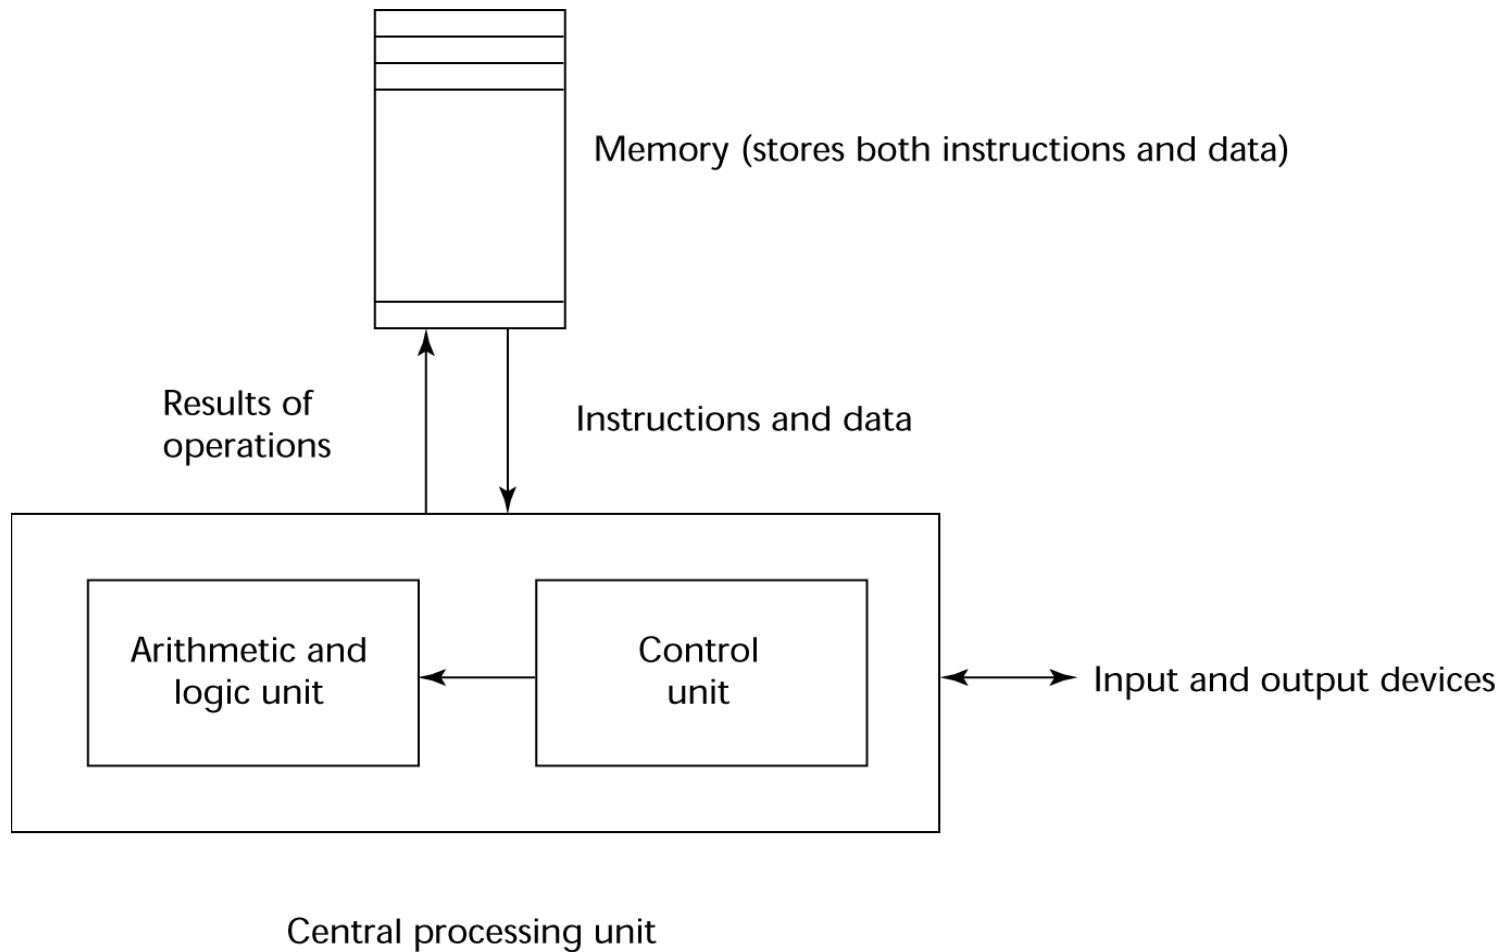 Memory (stores both instructions and data)
Results of
operations
Instructions and data
Arithmetic and
logic unit
Control
unit
Input and output devices
Central processing unit